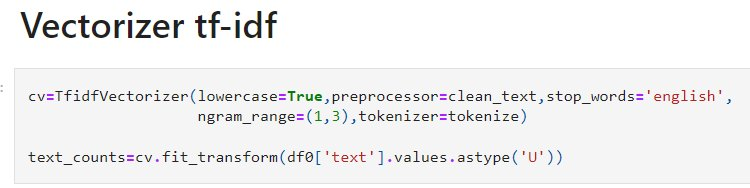 Vectorizer tf-idf
:
cv=TfidfVectorizer(lowercase=True,preprocessor=clean_text,stop_words='english',
ngram_range=(1,3),tokenizer=tokenize)
text_counts=cv.fit_transform(df0['text'].values.astype('U'))